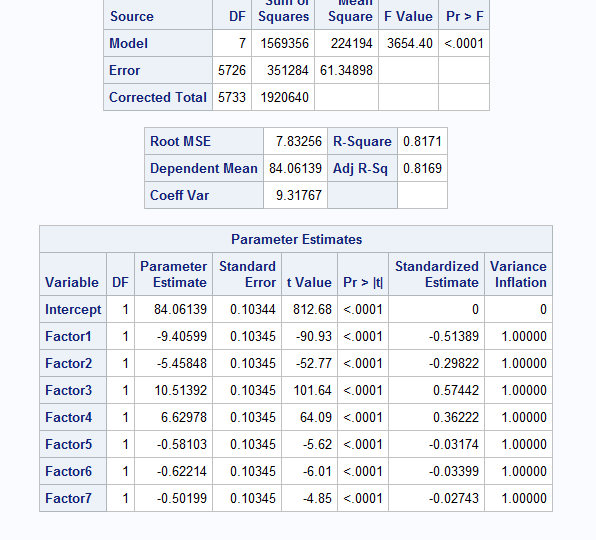 Sum of Mean
Source DF Squares Square F Value Pr > F
Model 7 1569356 224194 3654.40 <.0001
Error 5726 351284 61.34898
Corrected Total 5733 1920640
Root MSE 7.83256 R-Square 0.8171
Dependent Mean 84.06139 Adj R-Sq 0.8169
Coeff Var 9.31767
Parameter Estimates
Parameter Standard Standardized Variance
Variable DF Estimate Error t Value Pr > |t| Estimate Inflation
Intercept 1 84.06139 0.10344 812.68 <.0001 0 0
Factor1 1 -9.40599 0.10345 -90.93 <.0001 -0.51389 1.00000
Factor2 1 -5.45848 0.10345 -52.77 <.0001 -0.29822 1.00000
Factor3 1 10.51392 0.10345 101.64 <.0001 0.57442 1.00000
Factor4 1 6.62978 0.10345 64.09 <.0001 0.36222 1.00000
Factor5 1 -0.58103 0.10345 -5.62 <.0001 -0.03174 1.00000
Factor6 1 -0.62214 0.10345 -6.01 <.0001 -0.03399 1.00000
Factor7 1 -0.50199 0.10345 -4.85 <.0001 -0.02743 1.00000